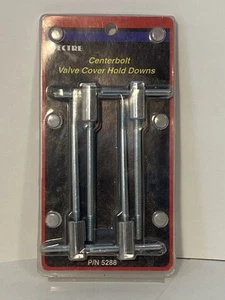 ECTRE
Centerbolt
Valve Cover Hold Downs
P/N 5288